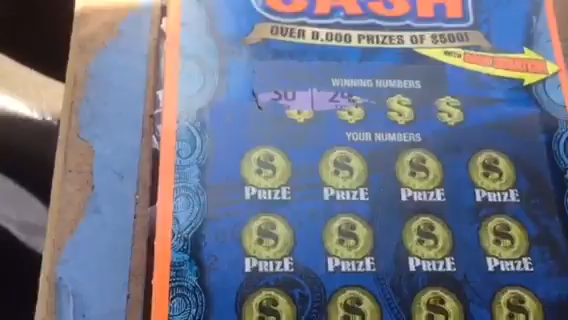 CASH
OVER 8,000 PRIZES OF $500!
WINNING NUMBERS
$ $
YOUR NUMBERS
$ $ $ $
PRIZE PRIZE PRIZE PRIZE
$ $ $ $
PRIZE PRIZE PRIZE PRIZE
$ $ $ $